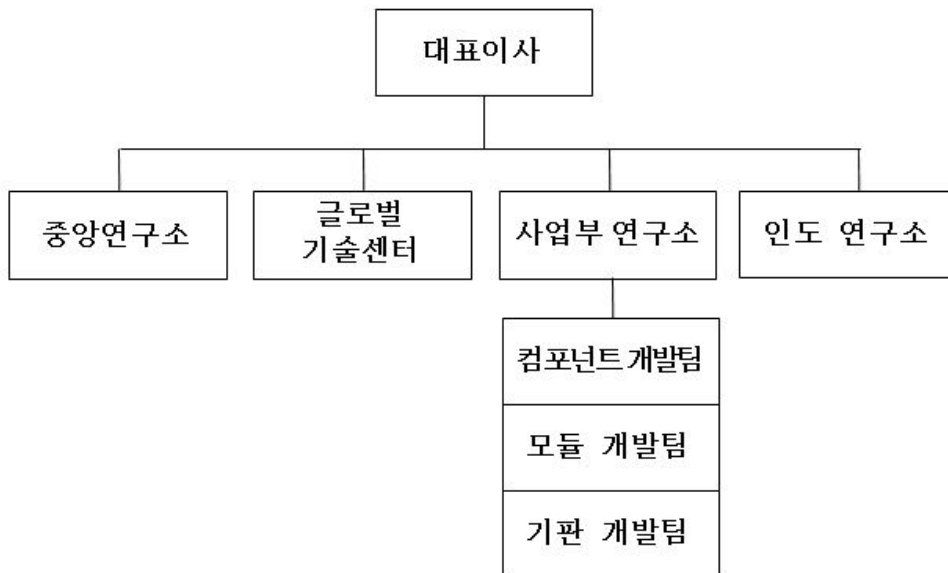 대표이사
중앙연구소
글로벌
기술센터
사업부 연구소
인도 연구소
컴포넌트 개발팀
모듈 개발팀
기판 개발팀